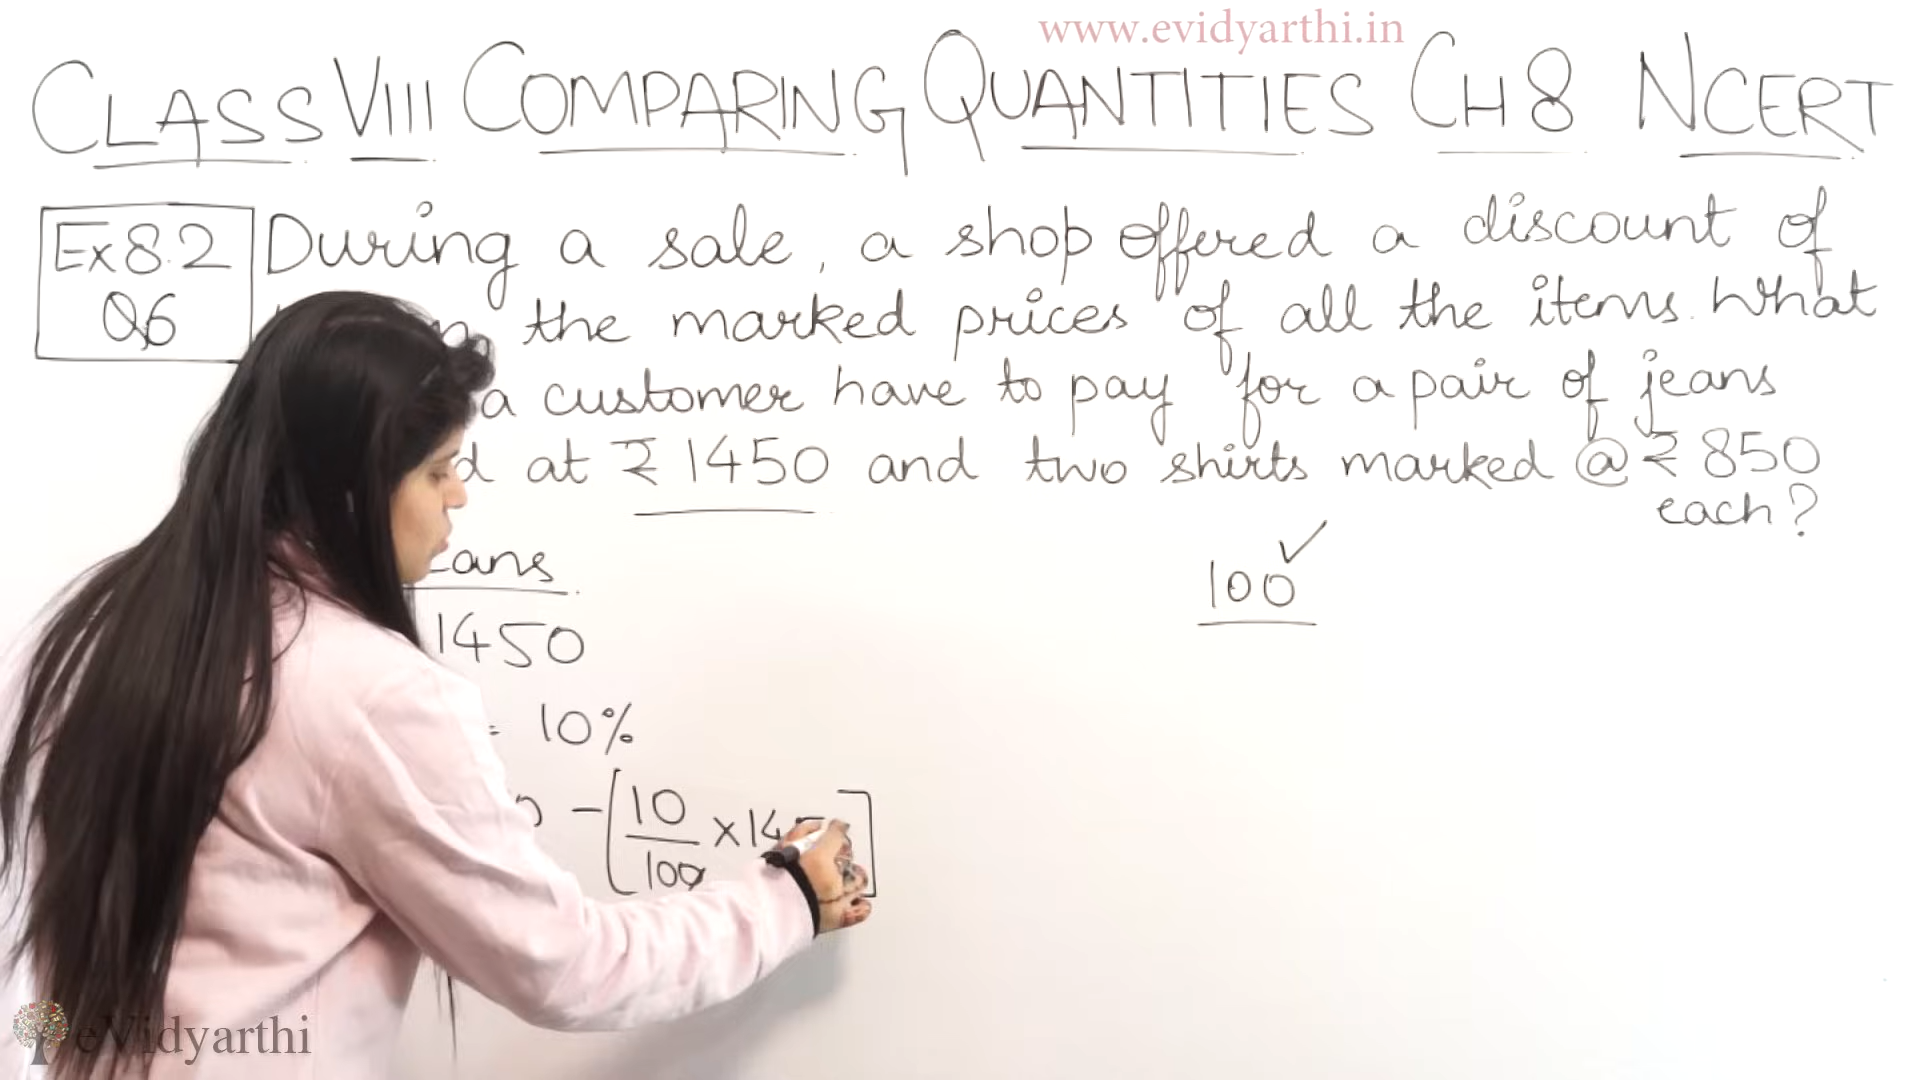 www.evidyarthi.in
CLASS VIII COMPARING QUANTITIES CH 8 NCERT
Ex 8.2
Q6
During a sale, a shop offered a discount of
the marked prices of all the items. What
a customer have to pay for a pair of jeans
at ₹ 1450 and two shirts marked @ ₹ 850
each?
100 ✓
1450
= 10%
- [10/100 × 14
eVidyarthi